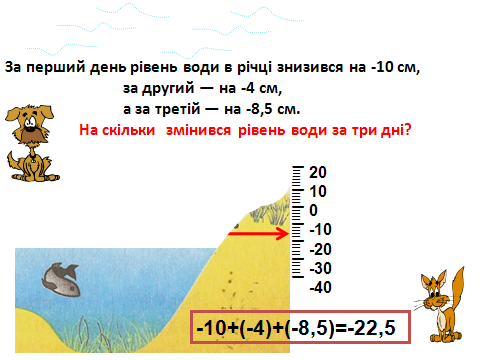 За перший день рівень води в річці знизився на -10 см,
за другий — на -4 см,
а за третій — на -8,5 см.
На скільки змінився рівень води за три дні?
20
10
0
-10
-20
-30
-40
-10+(-4)+(-8,5)=-22,5